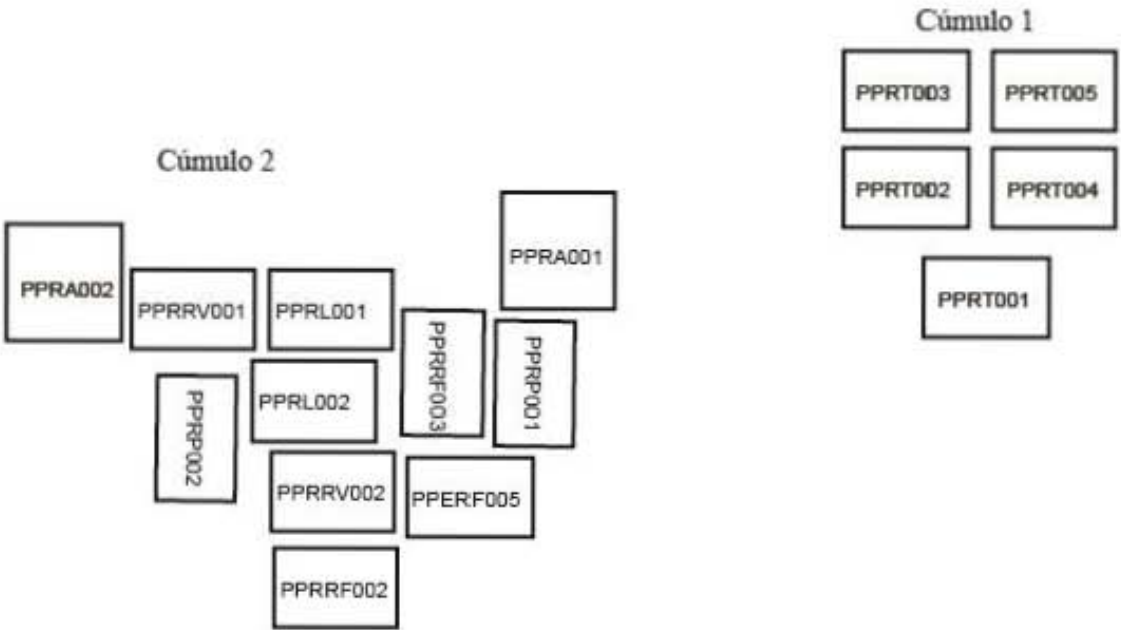 Cúmulo 1
PPRT003
PPRT005
PPRT002
PPRT004
PPRT001
Cúmulo 2
PPRA002
PPRRV001
PPRL001
PPRA001
PPRRF003
PPRP001
PPRP002
PPRL002
PPRRV002
PPERF005
PPRRF002